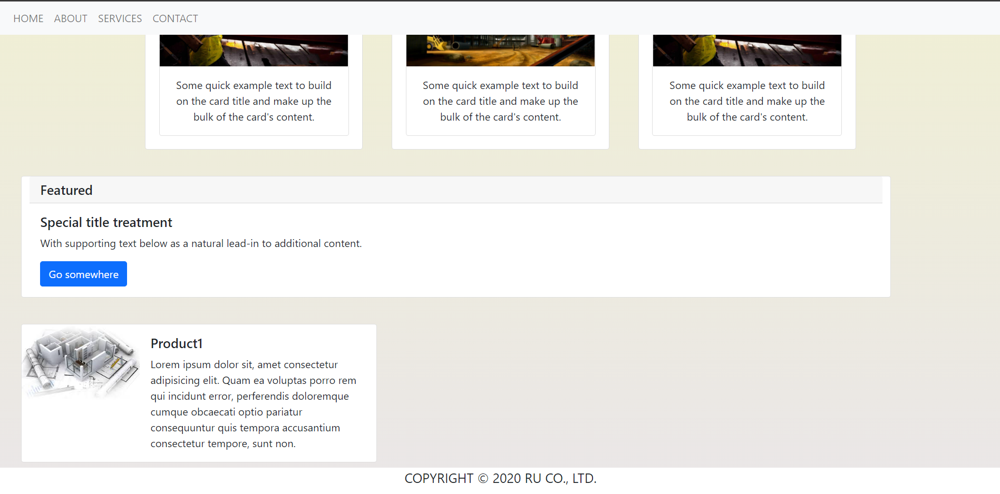 HOME ABOUT SERVICES CONTACT
Some quick example text to build
on the card title and make up the
bulk of the card's content.
Some quick example text to build
on the card title and make up the
bulk of the card's content.
Some quick example text to build
on the card title and make up the
bulk of the card's content.
Featured
Special title treatment
With supporting text below as a natural lead-in to additional content.
Go somewhere
Product1
Lorem ipsum dolor sit, amet consectetur
adipisicing elit. Quam ea voluptas porro rem
qui incidunt error, perferendis doloremque
cumque obcaecati optio pariatur
consequuntur quis tempora accusantium
consectetur tempore, sunt non.
COPYRIGHT © 2020 RU CO., LTD.